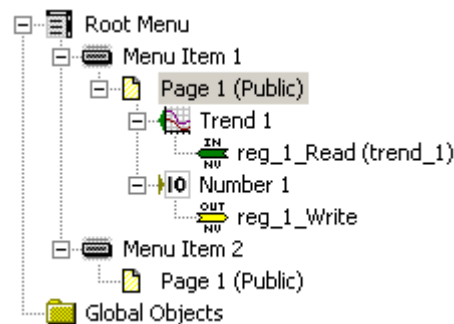 Root Menu
Menu Item 1
Page 1 (Public)
Trend 1
IN NV reg_1_Read (trend_1)
IO Number 1
OUT NV reg_1_Write
Menu Item 2
Page 1 (Public)
Global Objects